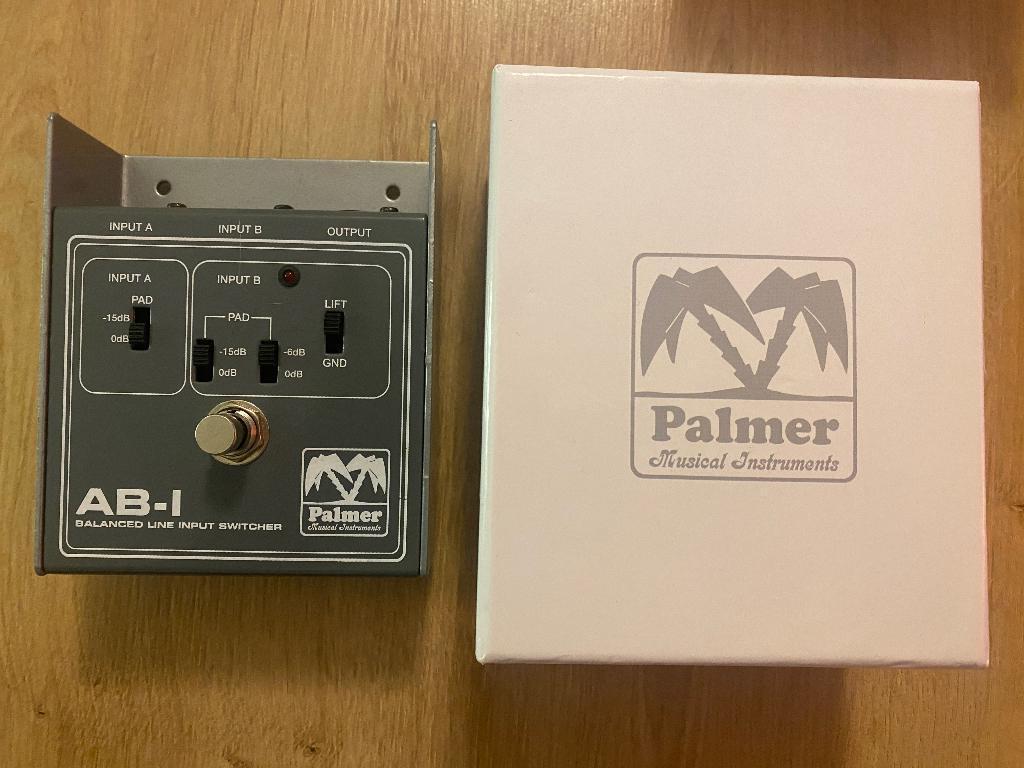 INPUT A
INPUT B
OUTPUT
INPUT A
PAD
-15dB
0dB
INPUT B
PAD
-15dB
0dB
-6dB
0dB
LIFT
GND
AB-I
BALANCED LINE INPUT SWITCHER
Palmer
Musical Instruments
Palmer
Musical Instruments